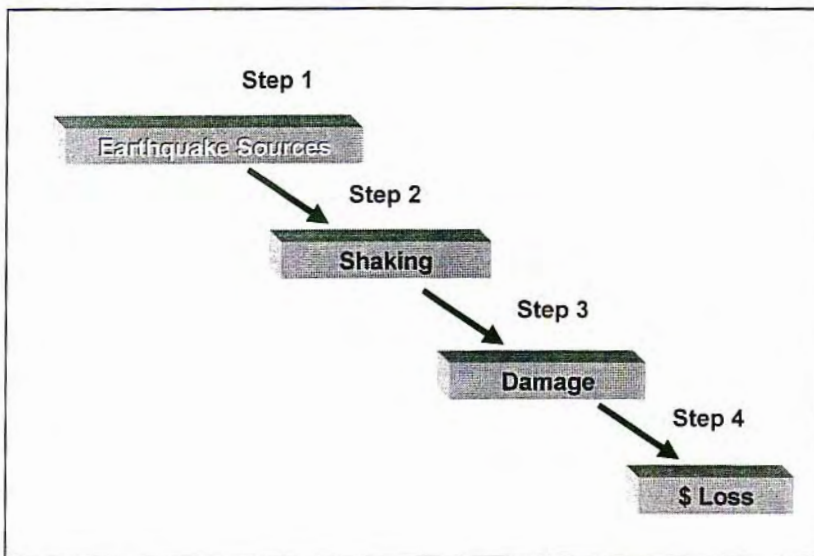 Step 1
Earthquake Sources
Step 2
Shaking
Step 3
Damage
Step 4
$ Loss